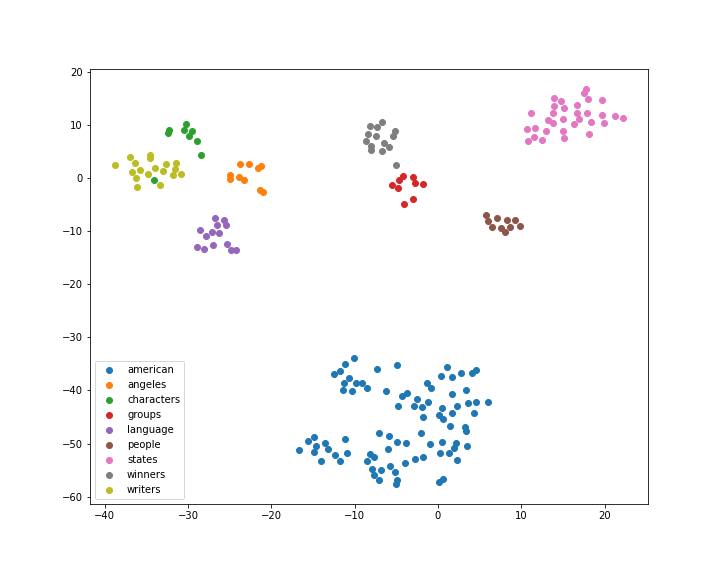 20
10
0
−10
−20
−30
−40
−50
−60
american
angeles
characters
groups
language
people
states
winners
writers
−40 −30 −20 −10 0 10 20